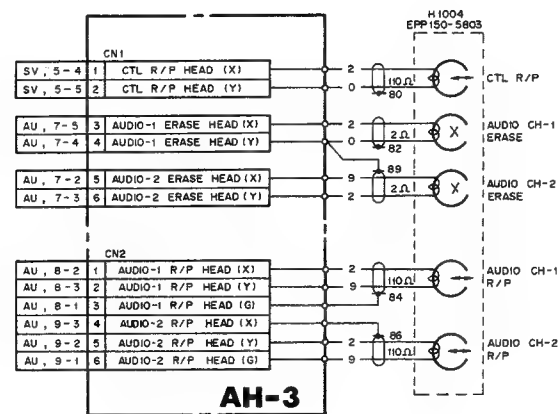 H1004
EPP150-5803
CN1
SV, 5-4 1 CTL R/P HEAD (X) 2 110Ω CTL R/P
SV, 5-5 2 CTL R/P HEAD (Y) 0 80
AU, 7-5 3 AUDIO-1 ERASE HEAD (X) 2 2Ω AUDIO CH-1
AU, 7-4 4 AUDIO-1 ERASE HEAD (Y) 0 82 ERASE
89
AU, 7-2 5 AUDIO-2 ERASE HEAD (X) 9 X AUDIO CH-2
AU, 7-3 6 AUDIO-2 ERASE HEAD (Y) 2 2Ω ERASE
CN2
AU, 8-2 1 AUDIO-1 R/P HEAD (X) 2 110Ω AUDIO CH-1
AU, 8-3 2 AUDIO-1 R/P HEAD (Y) 9 R/P
AU, 8-1 3 AUDIO-1 R/P HEAD (G) 84
AU, 9-3 4 AUDIO-2 R/P HEAD (X) 86
AU, 9-2 5 AUDIO-2 R/P HEAD (Y) 2 AUDIO CH-2
AU, 9-1 6 AUDIO-2 R/P HEAD (G) 9 110Ω R/P
AH-3